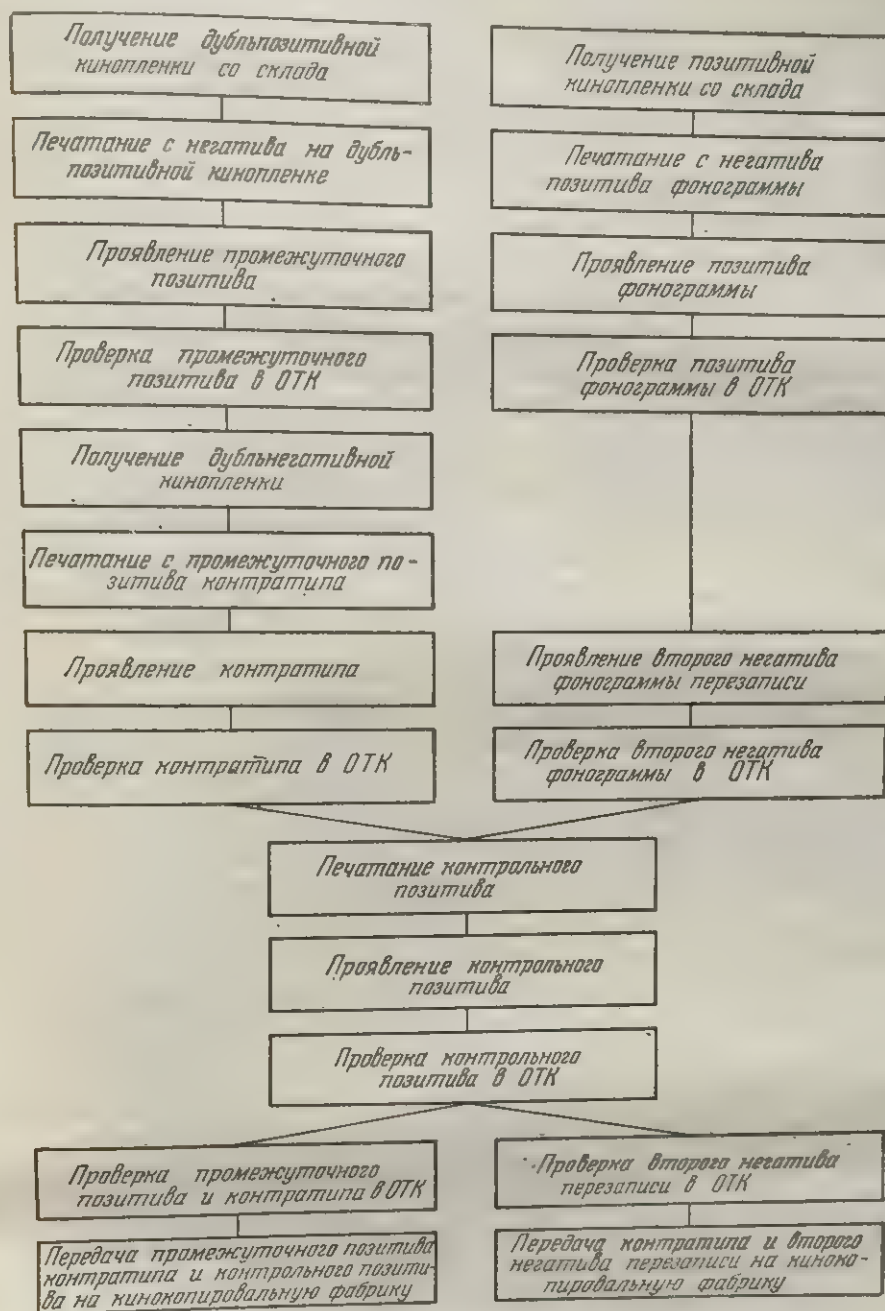 Получение дубльпозитивной
кинопленки со склада
Печатание с негатива на дубль-
позитивной кинопленке
Проявление промежуточного
позитива
Проверка промежуточного
позитива в ОТК
Получение дубльнегативной
кинопленки
Печатание с промежуточного по-
зитива контратипа
Проявление контратипа
Проверка контратипа в ОТК
Получение позитивной
кинопленки со склада
Печатание с негатива
позитива фонограммы
Проявление позитива
фонограммы
Проверка позитива
фонограммы в ОТК
Проявление второго негатива
фонограммы перезаписи
Проверка второго негатива
фонограммы в ОТК
Печатание контрольного
позитива
Проявление контрольного
позитива
Проверка контрольного
позитива в ОТК
Проверка промежуточного
позитива и контратипа в ОТК
Передача промежуточного позитива
контратипа и контрольного позити-
ва на кинокопировальную фабрику
Проверка второго негатива
перезаписи в ОТК
Передача контратипа и второго
негатива перезаписи на киноко-
пировальную фабрику